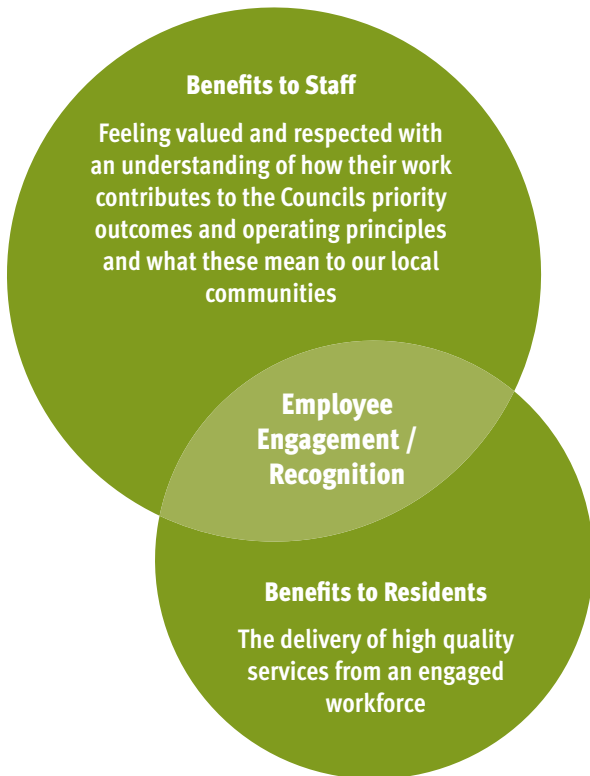 Benefits to Staff
Feeling valued and respected with
an understanding of how their work
contributes to the Councils priority
outcomes and operating principles
and what these mean to our local
communities
Employee
Engagement /
Recognition
Benefits to Residents
The delivery of high quality
services from an engaged
workforce